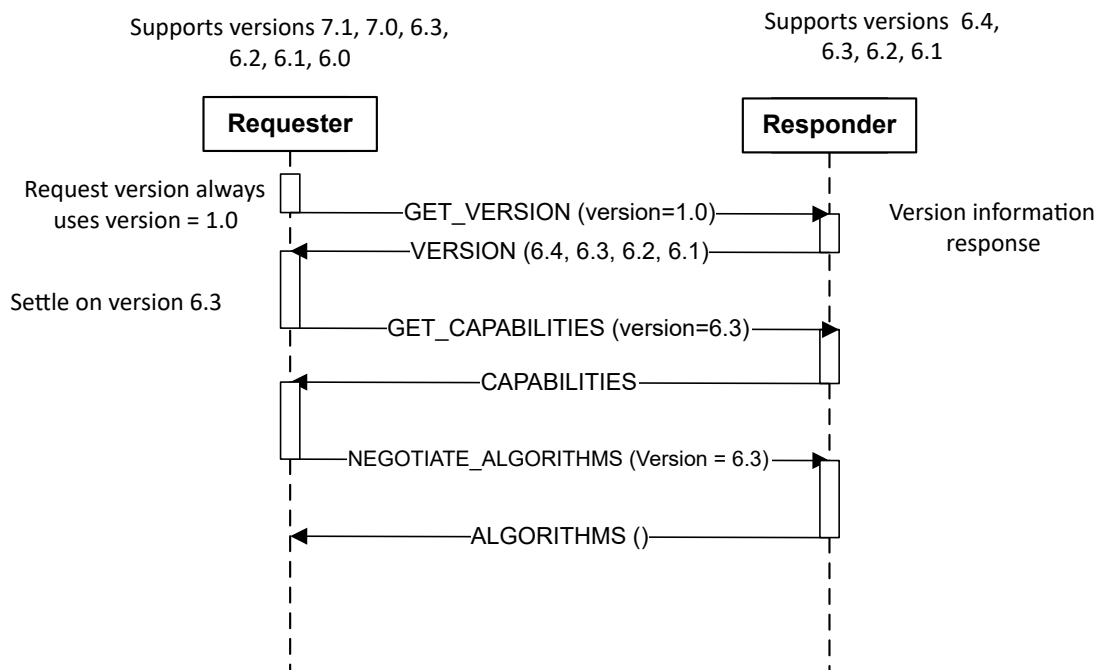 Supports versions 7.1, 7.0, 6.3,
6.2, 6.1, 6.0
Supports versions  6.4,
6.3, 6.2, 6.1
Requester
Responder
Request version always
uses version = 1.0
GET_VERSION (version=1.0)
Version information
response
VERSION (6.4, 6.3, 6.2, 6.1)
Settle on version 6.3
GET_CAPABILITIES (version=6.3)
CAPABILITIES
NEGOTIATE_ALGORITHMS (Version = 6.3)
ALGORITHMS ()